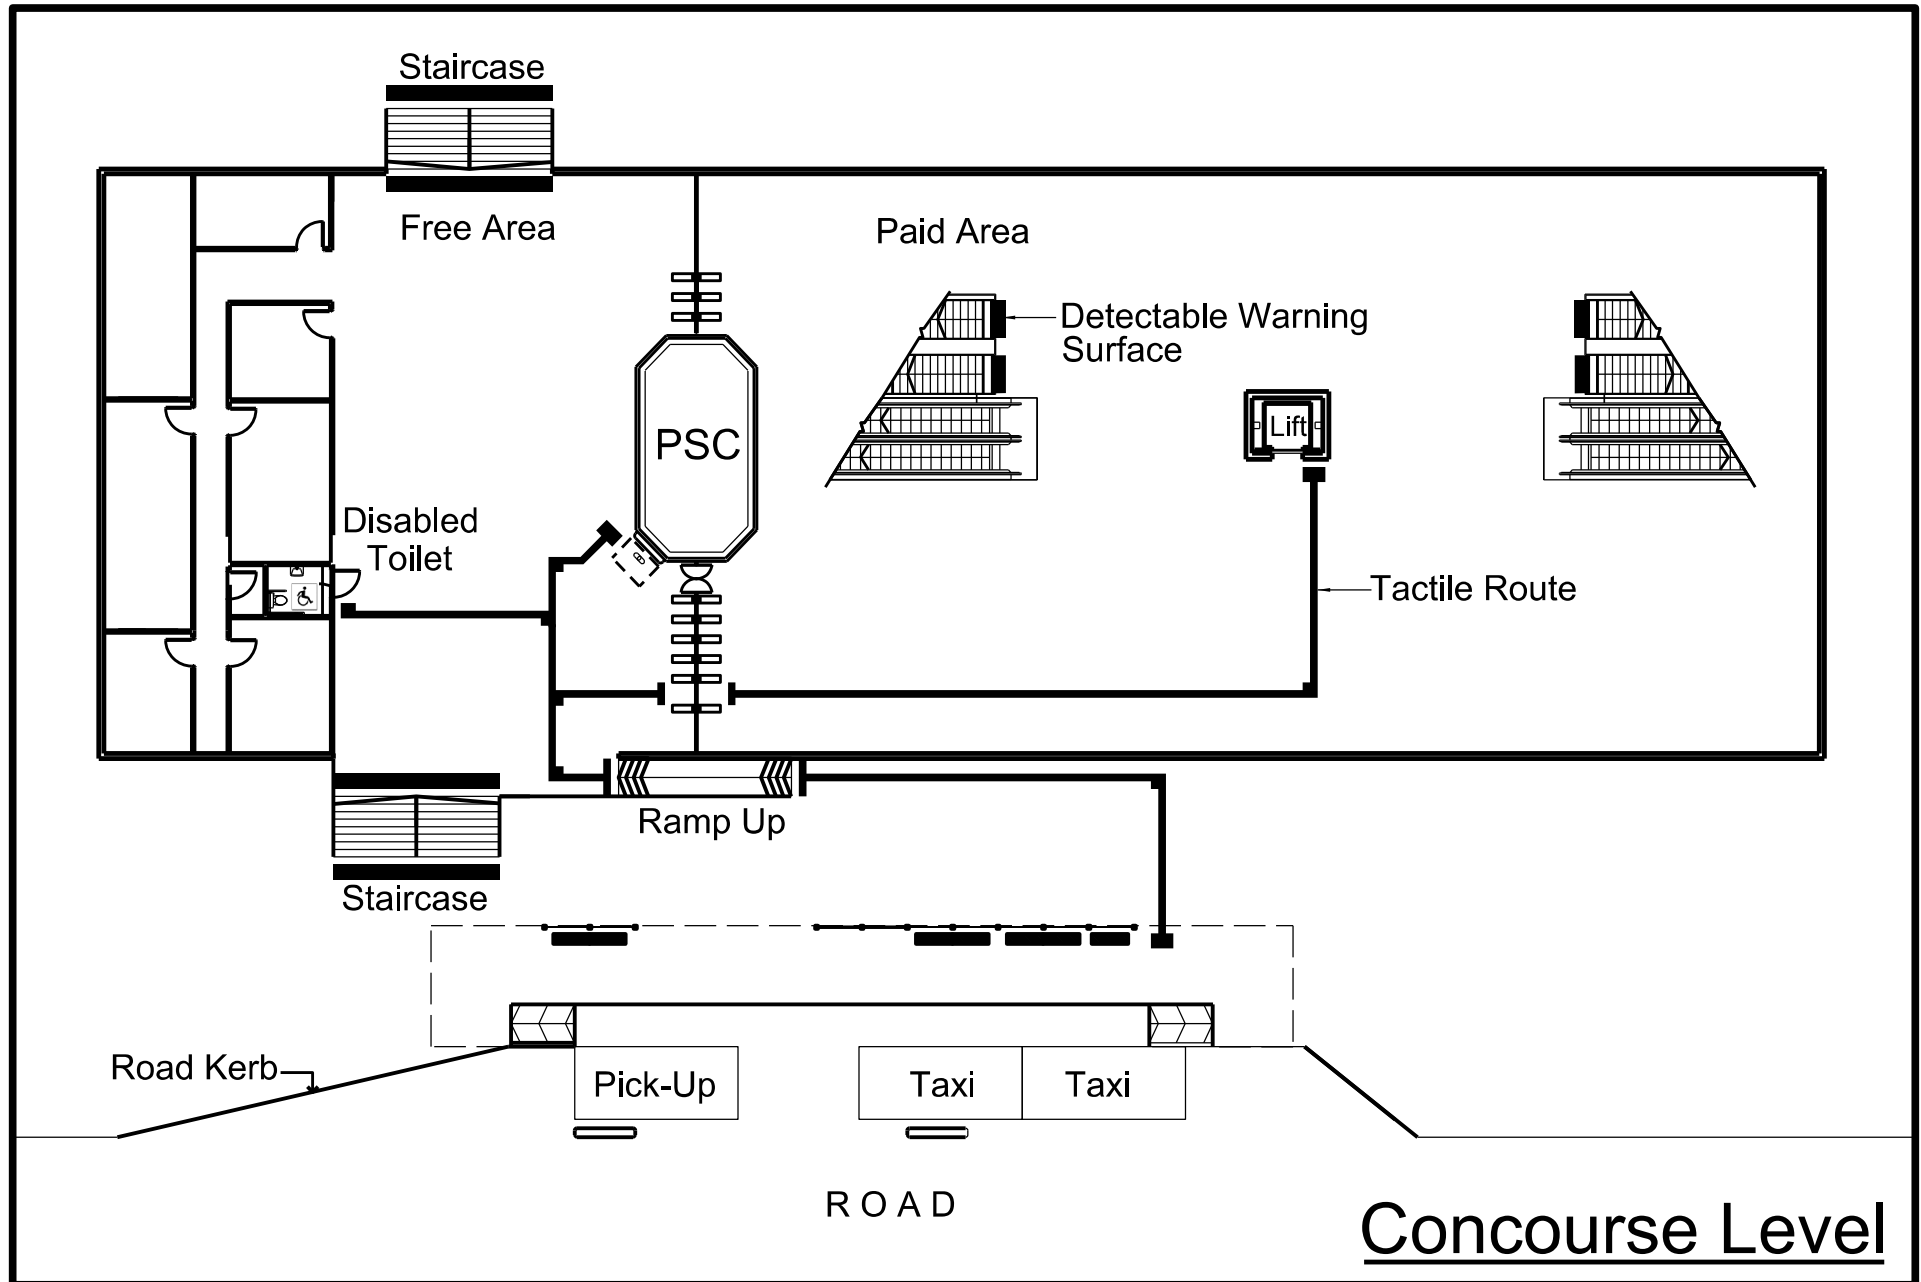 Staircase
Free Area
Paid Area
Detectable Warning
Surface
PSC
Lift
Disabled
Toilet
Tactile Route
Ramp Up
Staircase
Road Kerb
Pick-Up
Taxi
Taxi
ROAD
Concourse Level